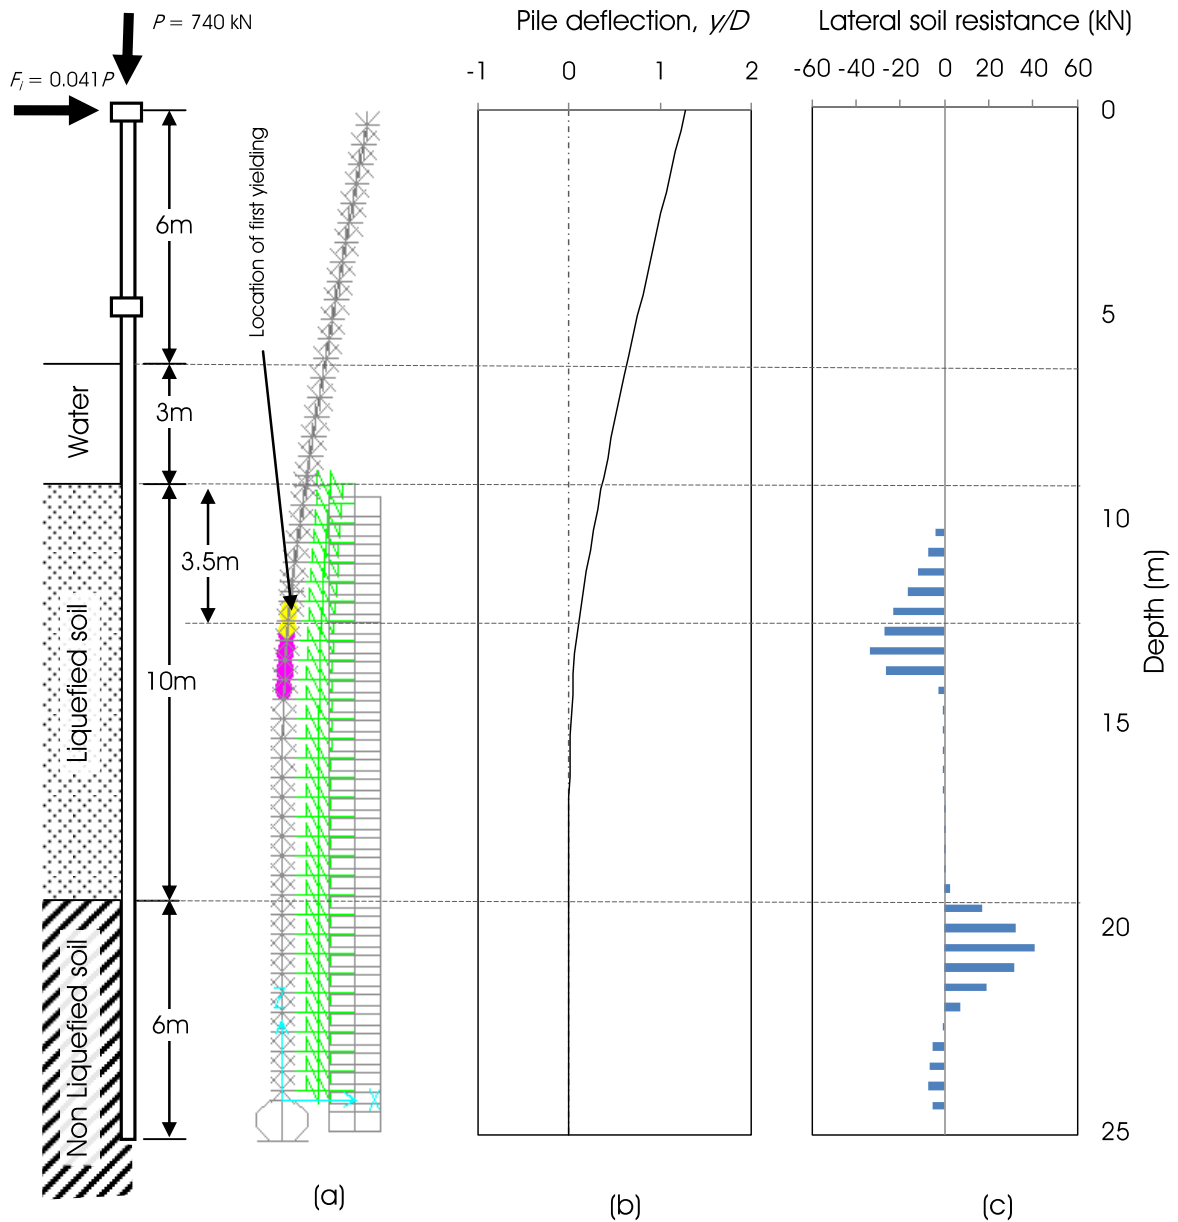 P = 740 kN
Pile deflection, y/D
Lateral soil resistance (kN)
Fi = 0.041P
-1
0
1
2
-60 -40 -20 0 20 40 60
0
6m
Location of first yielding
5
Water
3m
10
3.5m
Liquefied soil
10m
Depth (m)
15
20
Non Liquefied soil
6m
Z
X
25
(a)
(b)
(c)